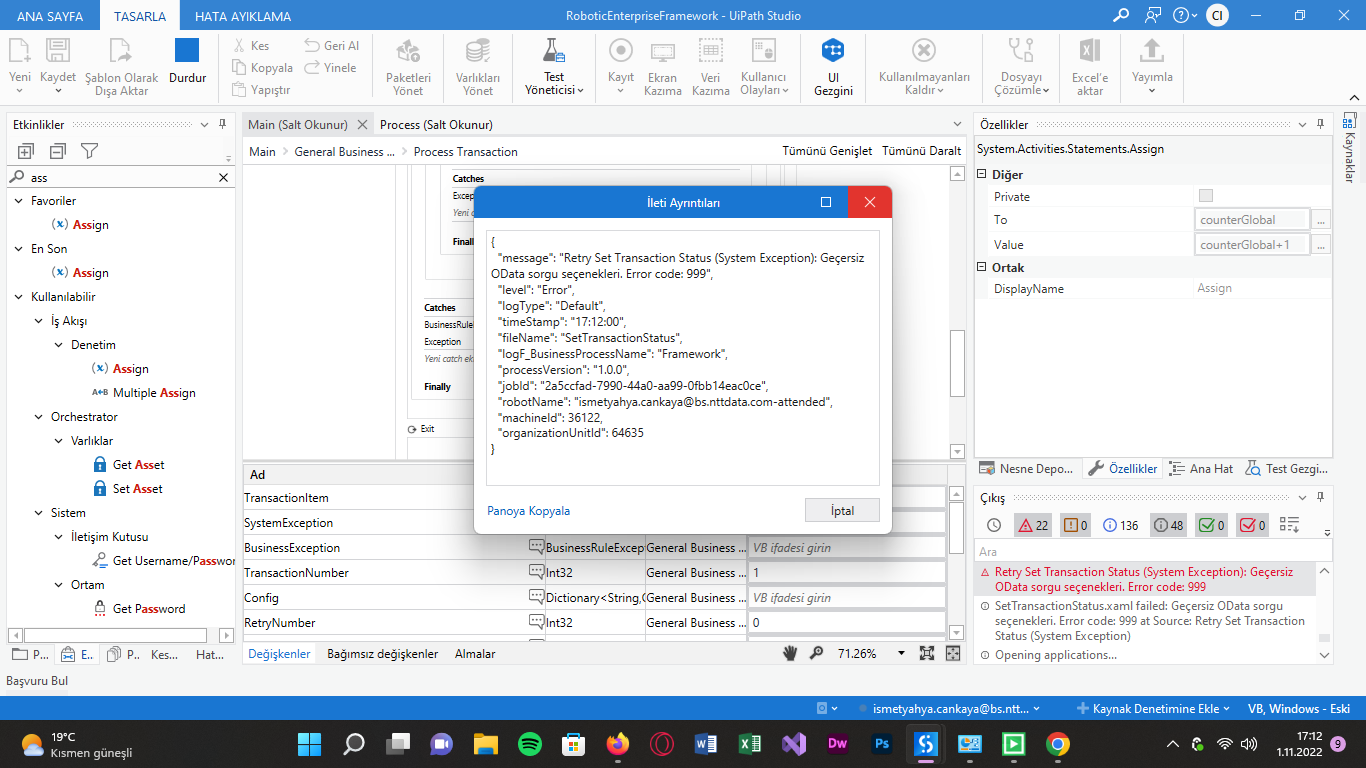 ANA SAYFA
TASARLA
HATA AYIKLAMA
RoboticEnterpriseFramework - UiPath Studio
CI
Yeni
Kaydet
Şablon Olarak
Dışa Aktar
Durdur
Kes
Kopyala
Yapıştır
Geri Al
Yinele
Paketleri
Yönet
Varlıkları
Yönet
Test
Yöneticisi
Kayıt
Ekran
Kazıma
Veri
Kazıma
Kullanıcı
Olayları
UI
Gezgini
Kullanılmayanları
Kaldır
Dosyayı
Çözümle
Excel'e
aktar
Yayımla
Etkinlikler
ass
Favoriler
Assign
En Son
Assign
Kullanılabilir
İş Akışı
Denetim
Assign
A+B Multiple Assign
Orchestrator
Varlıklar
Get Asset
Set Asset
Sistem
İletişim Kutusu
Get Username/Passwor
Ortam
Get Password
P...
E..
P..
Kes...
Hat...
Başvuru Bul
Main (Salt Okunur)
Process (Salt Okunur)
Main
General Business ...
Process Transaction
Tümünü Genişlet
Tümünü Daralt
Catches
Excep
Yeni c
Finall
Catches
BusinessRule
Exception
Yeni catch ek
Finally
Exit
İleti Ayrıntıları
{
"message": "Retry Set Transaction Status (System Exception): Geçersiz
OData sorgu seçenekleri. Error code: 999",
"level": "Error",
"logType": "Default",
"timeStamp": "17:12:00",
"fileName": "SetTransactionStatus",
"logF_BusinessProcessName": "Framework",
"processVersion": "1.0.0",
"jobId": "2a5ccfad-7990-44a0-aa99-0fbb14eac0ce",
"robotName": "ismetyahya.cankaya@bs.nttdata.com-attended",
"machineId": 36122,
"organizationUnitId": 64635
}
Panoya Kopyala
İptal
Ad
TransactionItem
SystemException
BusinessException
BusinessRuleExcep
General Business ...
VB ifadesi girin
TransactionNumber
Int32
General Business ...
1
Config
Dictionary<String,O
General Business ...
VB ifadesi girin
RetryNumber
Int32
General Business ...
0
Değişkenler
Bağımsız değişkenler
Almalar
71.26%
Özellikler
System.Activities.Statements.Assign
Diğer
Private
To
counterGlobal
...
Value
counterGlobal+1
...
Ortak
DisplayName
Assign
Kaynaklar
Nesne Depo...
Özellikler
Ana Hat
Test Gezgi...
Çıkış
22
0
136
48
0
0
Ara
Retry Set Transaction Status (System Exception): Geçersiz
OData sorgu seçenekleri. Error code: 999
SetTransactionStatus.xaml failed: Geçersiz OData sorgu
seçenekleri. Error code: 999 at Source: Retry Set Transaction
Status (System Exception)
Opening applications...
ismetyahya.cankaya@bs.ntt...
Kaynak Denetimine Ekle
VB, Windows - Eski
19°C
Kısmen güneşli
Dw
Ps
17:12
1.11.2022
9